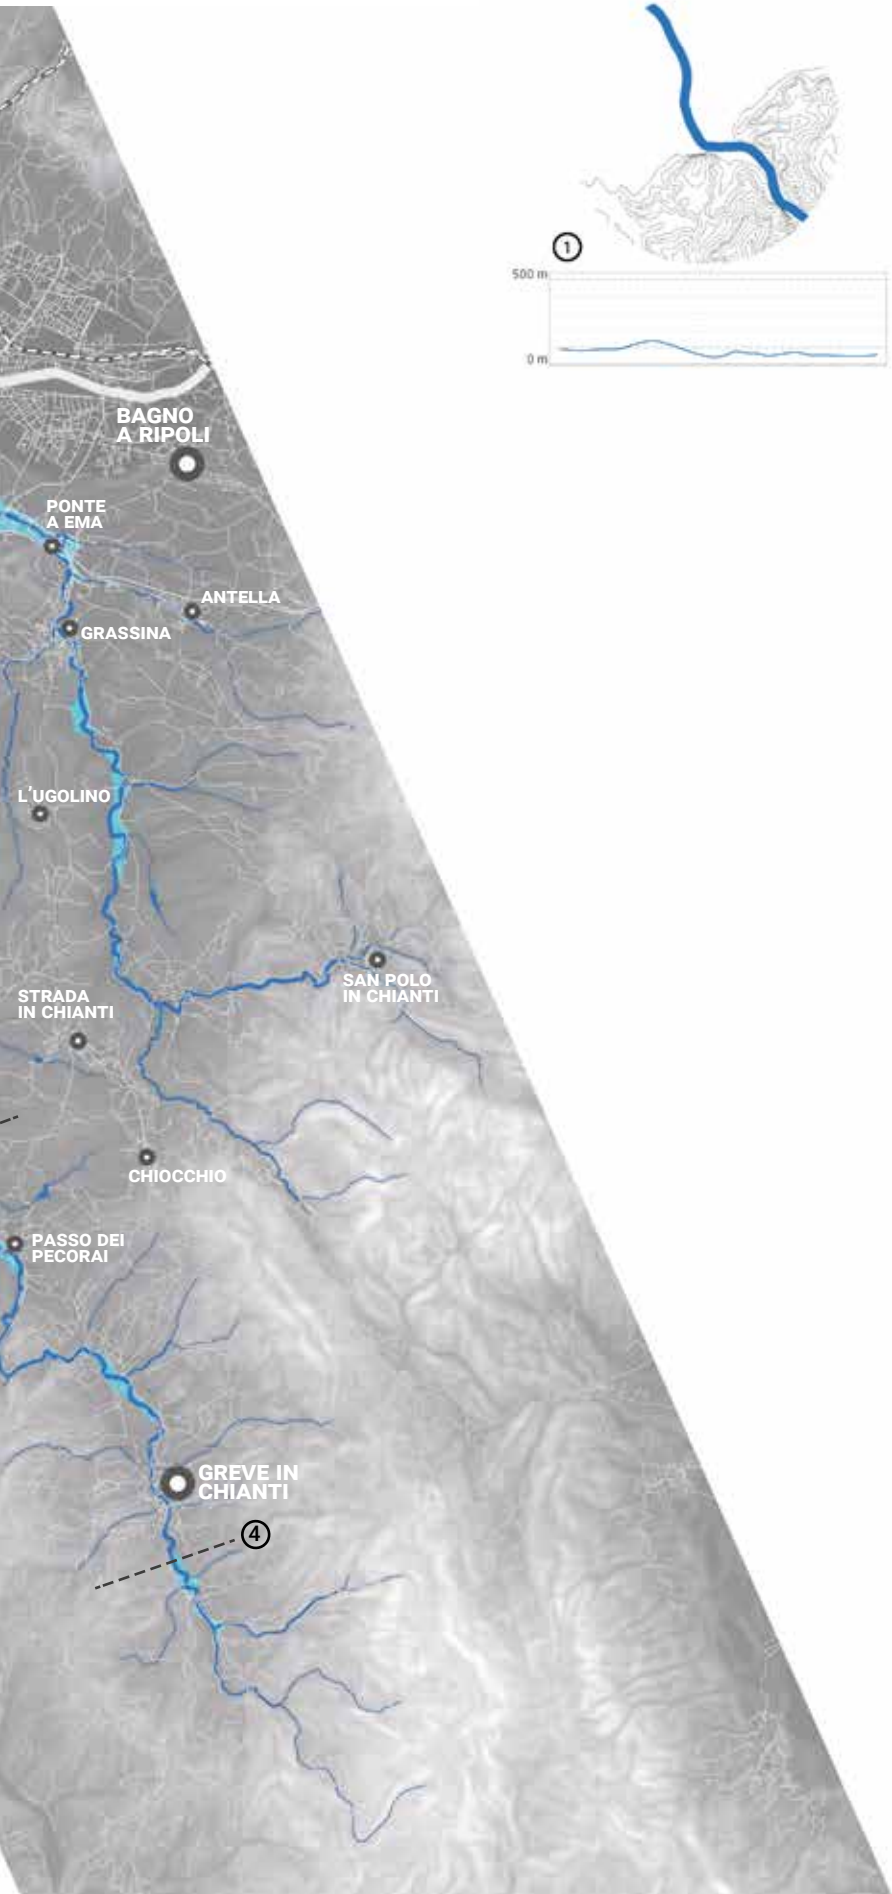 1
500 m
0 m
BAGNO
A RIPOLI
PONTE
A EMA
ANTELLA
GRASSINA
L'UGOLINO
SAN POLO
IN CHIANTI
STRADA
IN CHIANTI
CHIOCCHIO
PASSO DEI
PECORAI
GREVE IN
CHIANTI
4